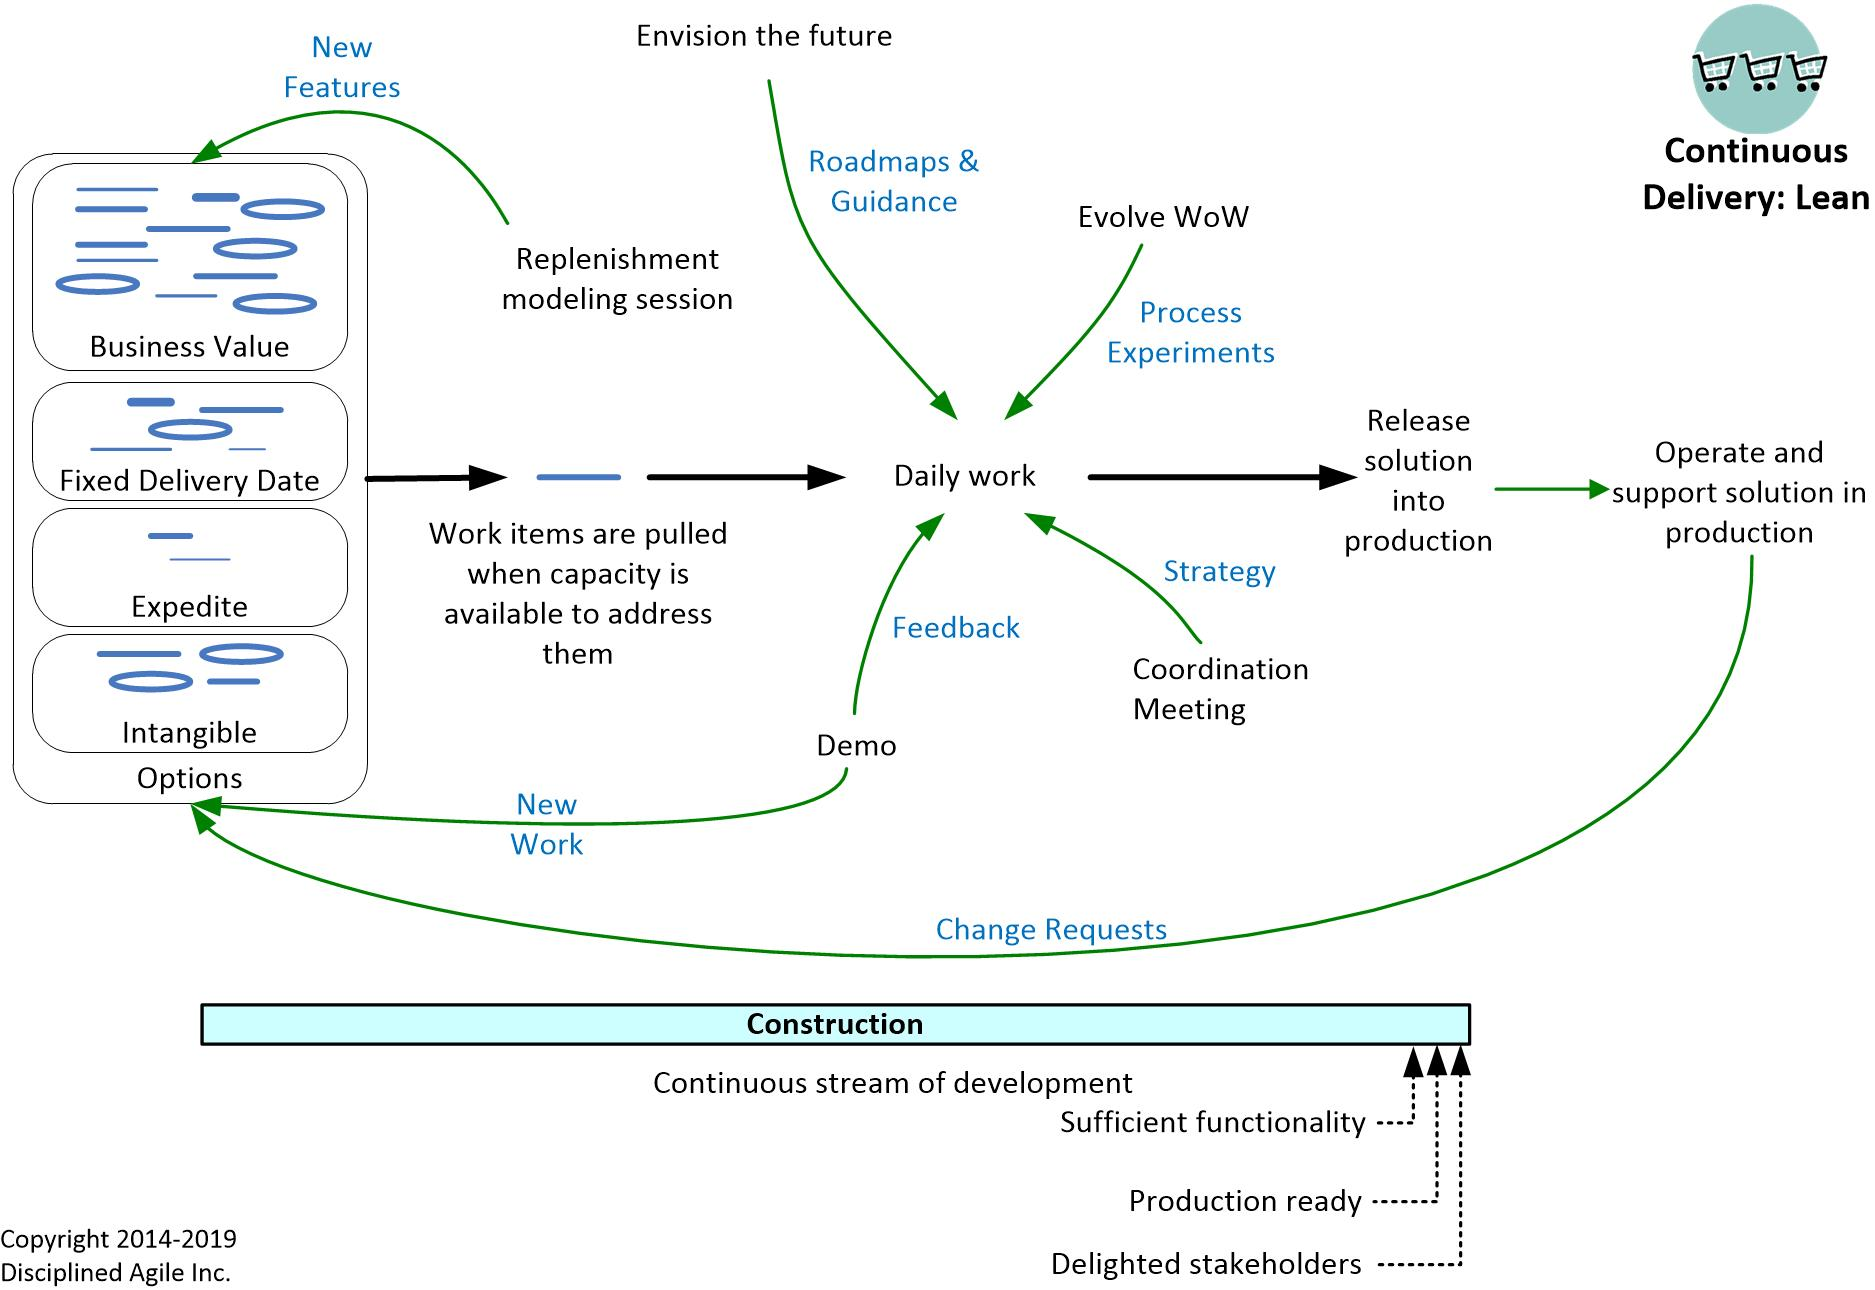 New
Features
Envision the future
Continuous
Delivery: Lean
Roadmaps &
Guidance
Evolve WoW
Replenishment
modeling session
Process
Experiments
Business Value
Fixed Delivery Date
Expedite
Intangible
Options
Work items are pulled
when capacity is
available to address
them
Daily work
Release
solution
into
production
Operate and
support solution in
production
Strategy
Feedback
Coordination
Meeting
Demo
New
Work
Change Requests
Construction
Continuous stream of development
Sufficient functionality
Production ready
Delighted stakeholders
Copyright 2014-2019
Disciplined Agile Inc.